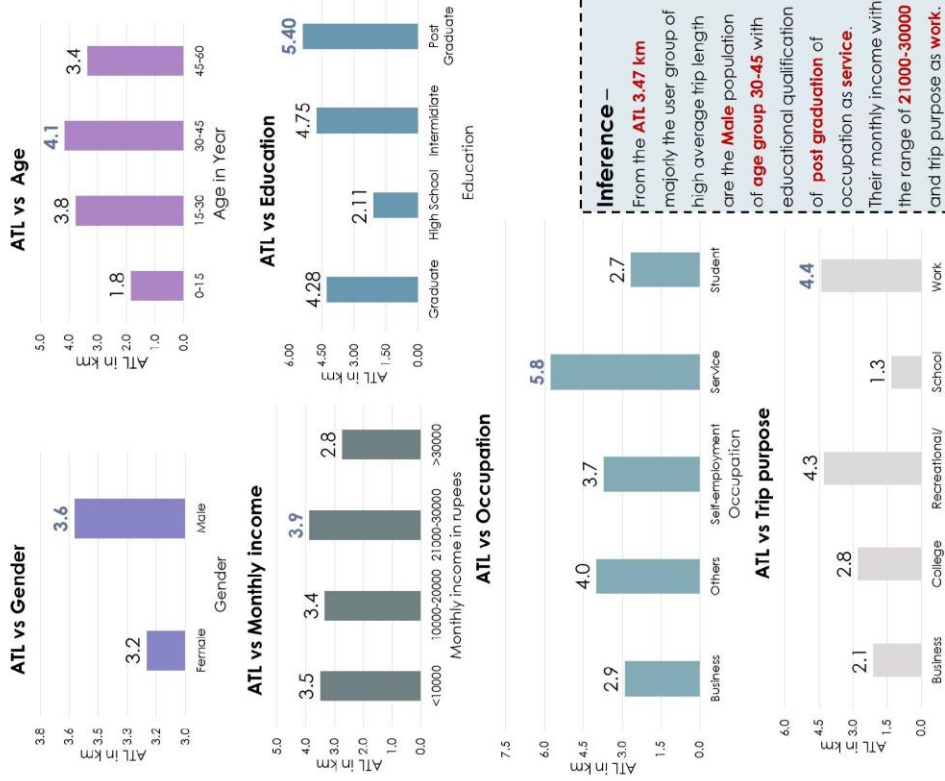 ATL vs Gender
ATL in km
3.8
3.6
3.4
3.2
3.0
3.2
3.6
Female
Male
Gender
ATL vs Age
ATL in km
5.0
4.0
3.0
2.0
1.0
0.0
1.8
3.8
4.1
3.4
0-15
15-30
30-45
45-60
Age in Year
ATL vs Monthly income
ATL in km
5.0
4.0
3.0
2.0
1.0
0.0
3.5
3.4
3.9
2.8
<10000
10000-20000
21000-30000
>30000
Monthly income in rupees
ATL vs Education
ATL in km
6.00
4.50
3.00
1.50
0.00
4.28
2.11
4.75
5.40
Graduate
High School
Intermidiate
Post
Graduate
Education
ATL vs Occupation
ATL in km
7.5
6.0
4.5
3.0
1.5
0.0
2.9
4.0
3.7
5.8
2.7
Business
Others
Self-employment
Service
Student
Occupation
ATL vs Trip purpose
ATL in km
6.0
4.5
3.0
1.5
0.0
2.1
2.8
4.3
1.3
4.4
Business
College
Recreational/
School
Work
Inference –
From the ATL 3.47 km
majorly the user group of
high average trip length
are the Male population
of age group 30-45 with
educational qualification
of post graduation of
occupation as service.
Their monthly income with
the range of 21000-30000
and trip purpose as work.